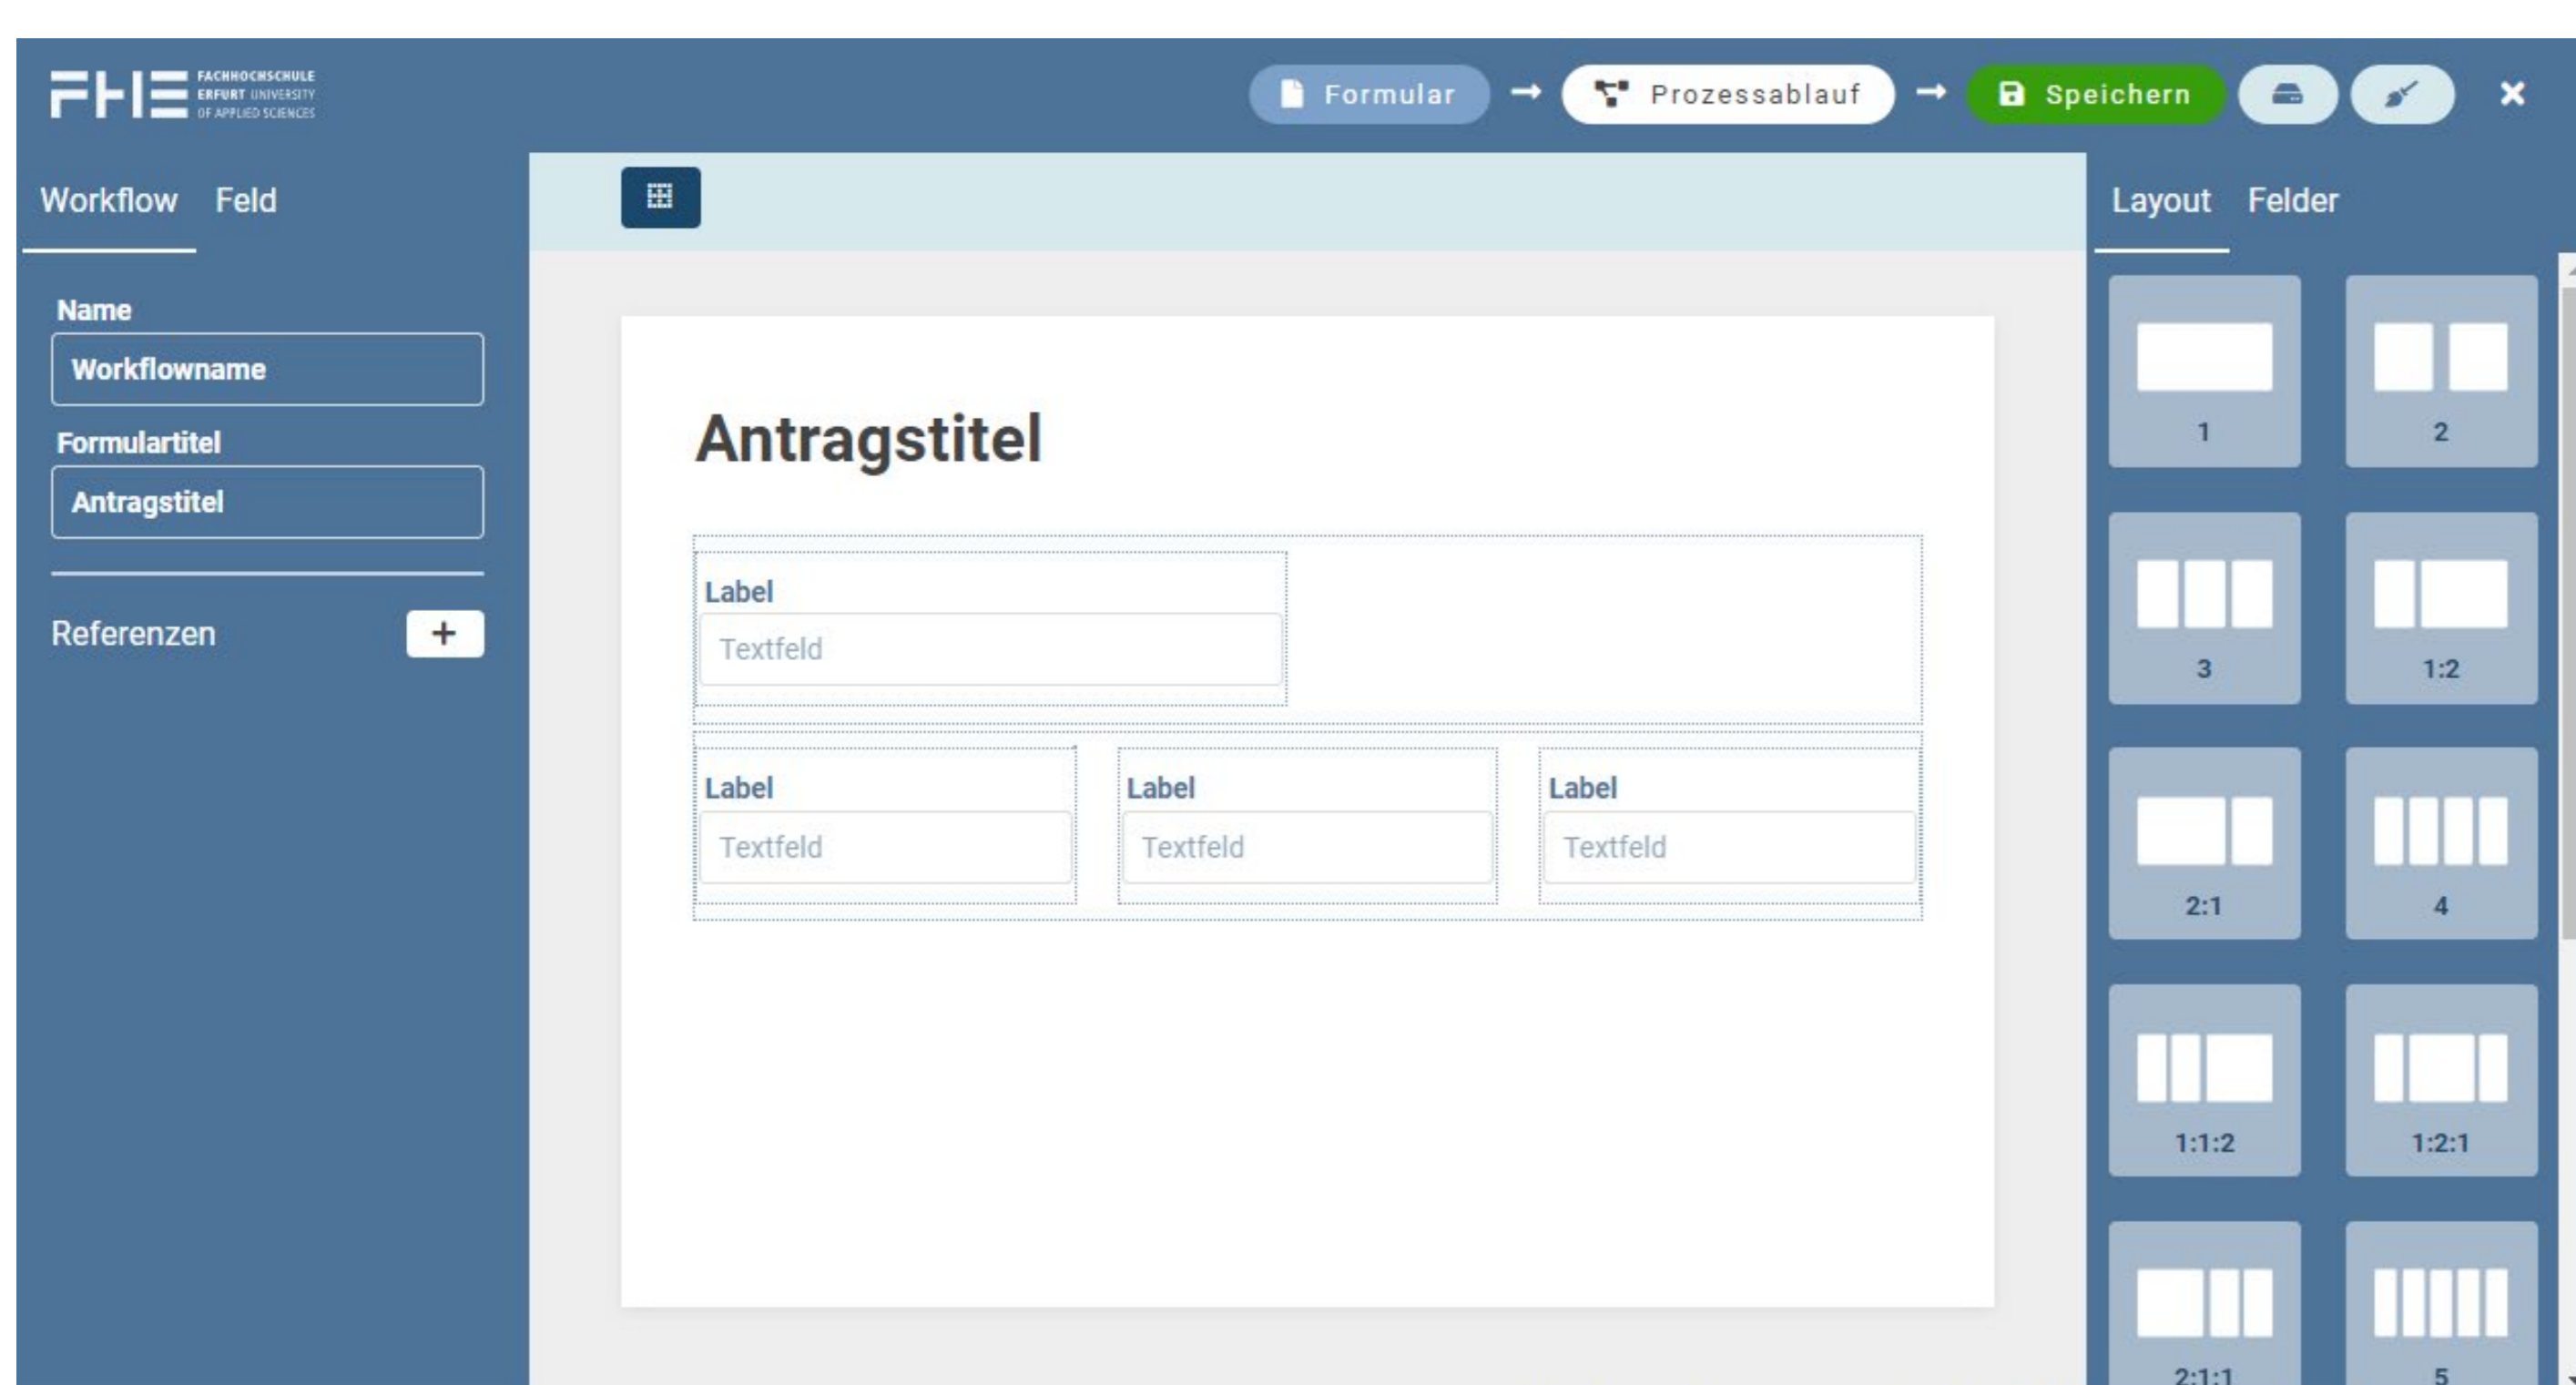 FACHHOCHSCHULE
ERFURT UNIVERSITY
OF APPLIED SCIENCES
Formular
Prozessablauf
Speichern
Workflow Feld
Name
Workflowname
Formulartitel
Antragstitel
Referenzen
Antragstitel
Label
Textfeld
Label Label Label
Textfeld Textfeld Textfeld
Layout Felder
1 2
3 1:2
2:1 4
1:1:2 1:2:1
2:1:1 5